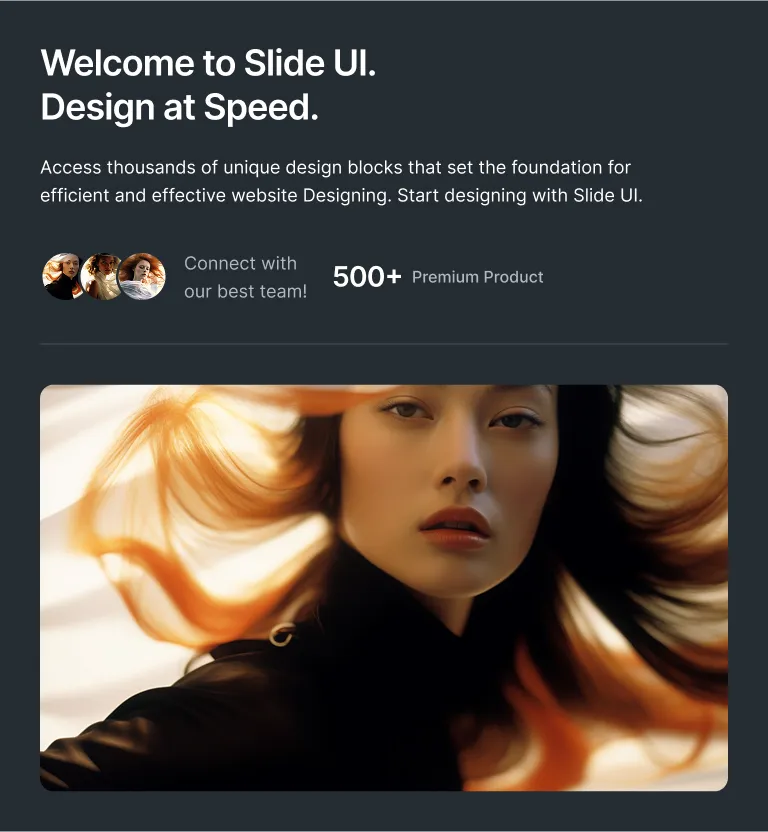 Welcome to Slide UI.
Design at Speed.
Access thousands of unique design blocks that set the foundation for
efficient and effective website Designing. Start designing with Slide UI.
Connect with
our best team!
500+ Premium Product